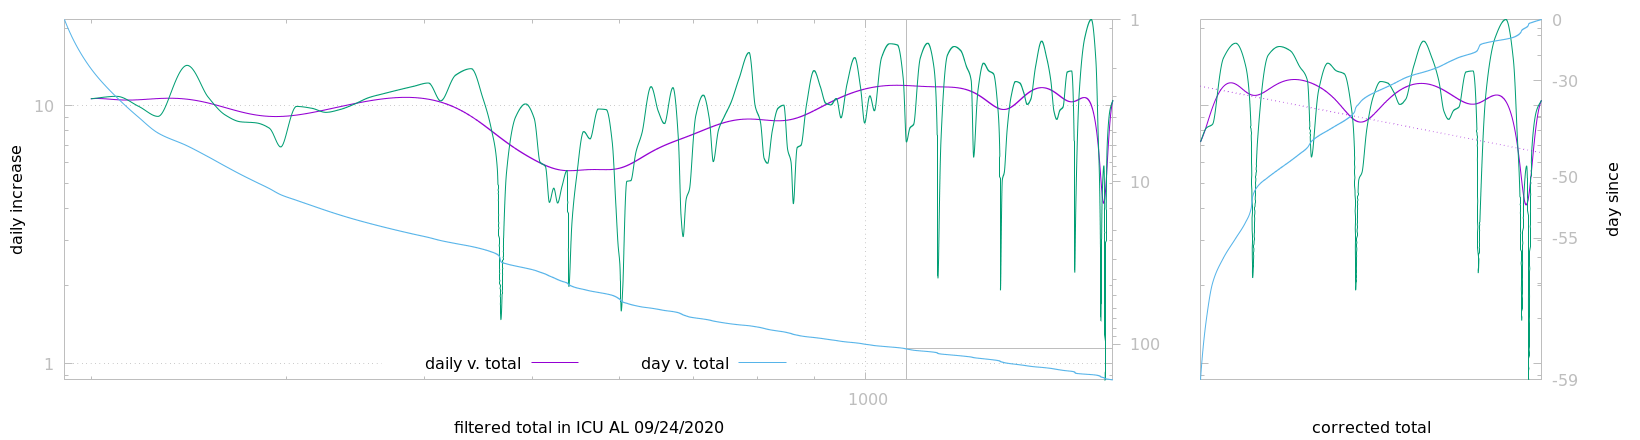 daily increase
10
1
daily v. total
day v. total
1
10
100
1000
filtered total in ICU AL 09/24/2020
0
-30
-50
-55
-59
day since
corrected total